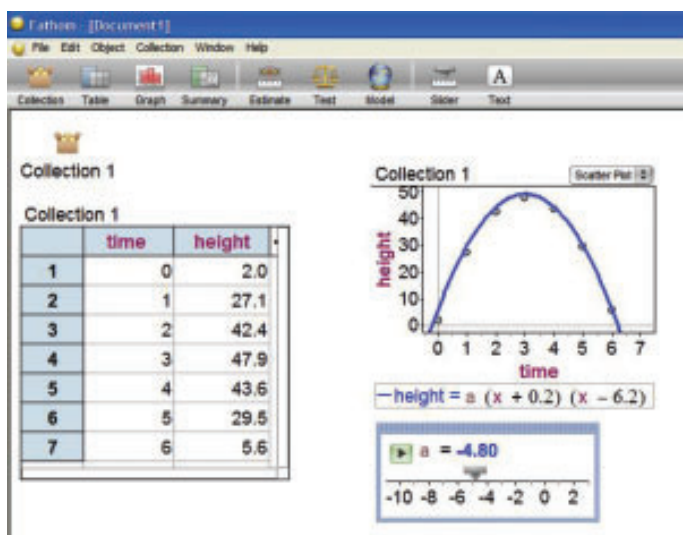 Fathom - [Document 1]
File Edit Object Collection Window Help
Collection Table Graph Summary Estimate Test Model Slider Text
A
Collection 1
Collection 1
time height
1 0 2.0
2 1 27.1
3 2 42.4
4 3 47.9
5 4 43.6
6 5 29.5
7 6 5.6
Collection 1 Scatter Plot
50
40
30
20
10
0
height
0 1 2 3 4 5 6 7
time
height = a (x + 0.2) (x – 6.2)
a = -4.80
-10 -8 -6 -4 -2 0 2